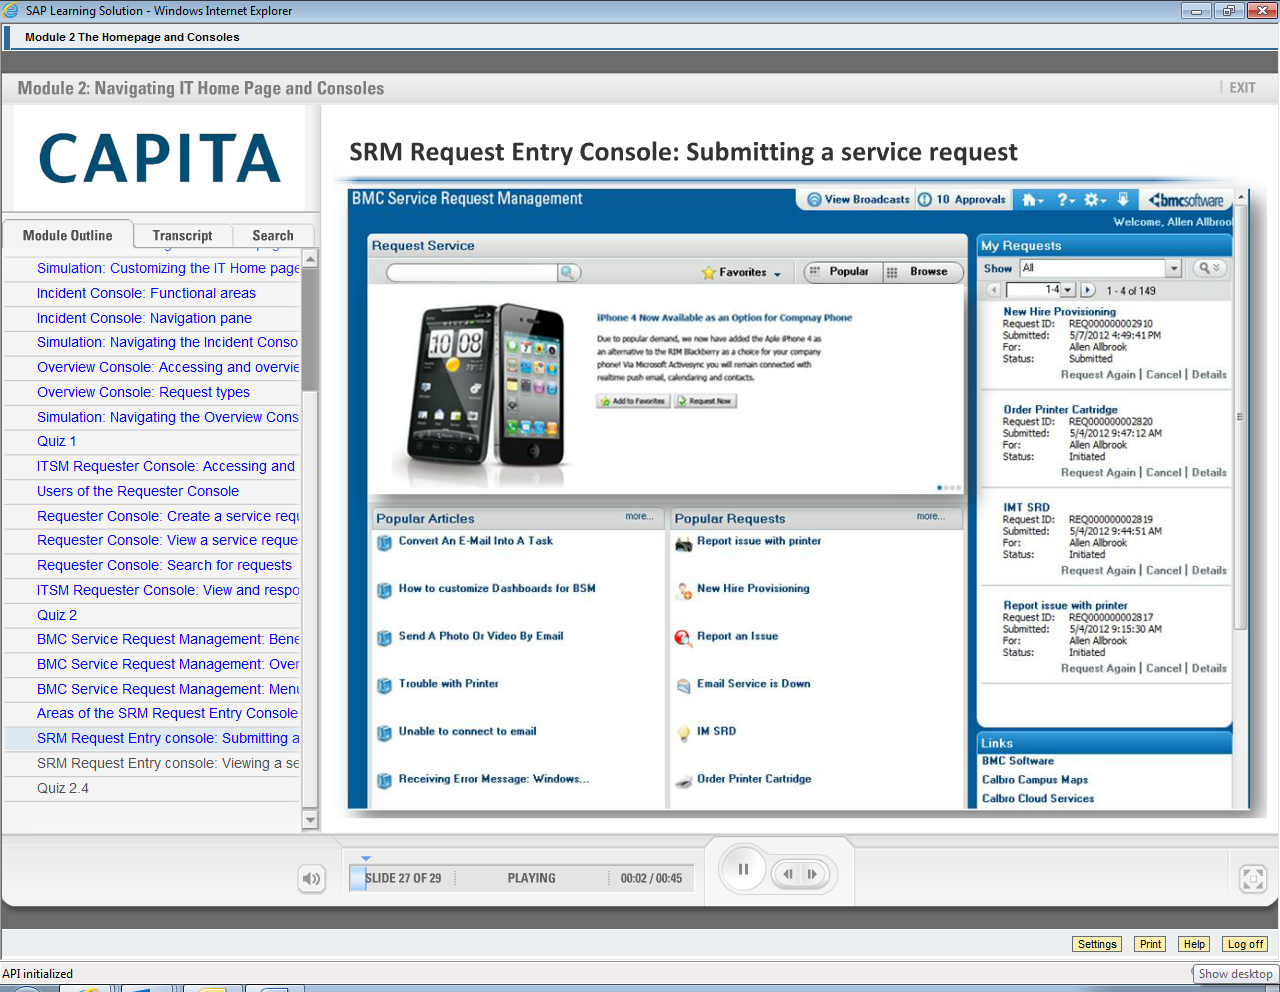 SAP Learning Solution - Windows Internet Explorer
Module 2 The Homepage and Consoles
Module 2: Navigating IT Home Page and Consoles
EXIT
CAPITA
Module Outline
Transcript
Search
Simulation: Customizing the IT Home page
Incident Console: Functional areas
Incident Console: Navigation pane
Simulation: Navigating the Incident Conso
Overview Console: Accessing and overvie
Overview Console: Request types
Simulation: Navigating the Overview Cons
Quiz 1
ITSM Requester Console: Accessing and
Users of the Requester Console
Requester Console: Create a service requ
Requester Console: View a service reque
Requester Console: Search for requests
ITSM Requester Console: View and respo
Quiz 2
BMC Service Request Management: Bene
BMC Service Request Management: Over
BMC Service Request Management: Menu
Areas of the SRM Request Entry Console
SRM Request Entry console: Submitting a
SRM Request Entry console: Viewing a se
Quiz 2.4
SRM Request Entry Console: Submitting a service request
BMC Service Request Management
View Broadcasts
10 Approvals
bmcsoftware
Welcome, Allen Allbroo
Request Service
Favorites
Popular
Browse
iPhone 4 Now Available as an Option for Compnay Phone
Due to popular demand, we now have added the Aple iPhone 4 as
an alternative to the RIM Blackberry as a choice for your company
phone! Via Microsoft Activesync you will remain connected with
realtime push email, calendaring and contacts.
Add to Favorites
Request Now
10:08
Popular Articles
more...
Convert An E-Mail Into A Task
How to customize Dashboards for BSM
Send A Photo Or Video By Email
Trouble with Printer
Unable to connect to email
Receiving Error Message: Windows...
Popular Requests
more...
Report issue with printer
New Hire Provisioning
Report an Issue
Email Service is Down
IM SRD
Order Printer Cartridge
My Requests
Show All
1-4
1 - 4 of 149
New Hire Provisioning
Request ID: REQ000000002910
Submitted: 5/7/2012 4:49:41 PM
For: Allen Allbrook
Status: Submitted
Request Again | Cancel | Details
Order Printer Cartridge
Request ID: REQ000000002820
Submitted: 5/4/2012 9:47:12 AM
For: Allen Allbrook
Status: Initiated
Request Again | Cancel | Details
IMT SRD
Request ID: REQ000000002819
Submitted: 5/4/2012 9:44:51 AM
For: Allen Allbrook
Status: Initiated
Request Again | Cancel | Details
Report issue with printer
Request ID: REQ000000002817
Submitted: 5/4/2012 9:15:30 AM
For: Allen Allbrook
Status: Initiated
Request Again | Cancel | Details
Links
BMC Software
Calbro Campus Maps
Calbro Cloud Services
SLIDE 27 OF 29
PLAYING
00:02 / 00:45
Settings
Print
Help
Log off
API initialized
Show desktop